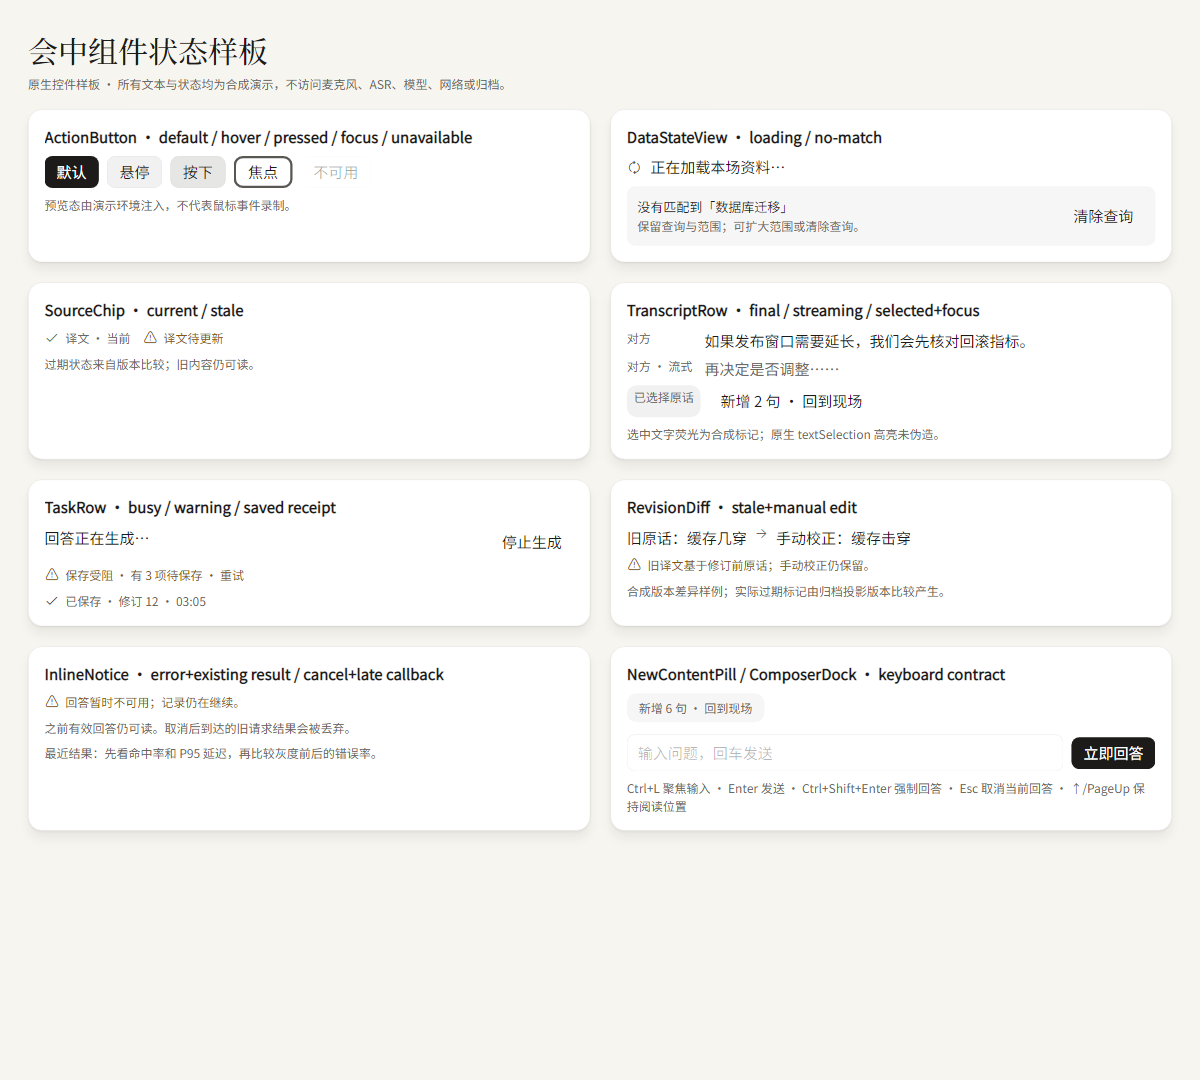 会中组件状态样板
原生控件样板 · 所有文本与状态均为合成演示，不访问麦克风、ASR、模型、网络或归档。
ActionButton · default / hover / pressed / focus / unavailable
默认 悬停 按下 焦点 不可用
预览态由演示环境注入，不代表鼠标事件录制。
DataStateView · loading / no-match
正在加载本场资料…
没有匹配到「数据库迁移」
保留查询与范围；可扩大范围或清除查询。
清除查询
SourceChip · current / stale
译文 · 当前 译文待更新
过期状态来自版本比较；旧内容仍可读。
TranscriptRow · final / streaming / selected+focus
对方 如果发布窗口需要延长，我们会先核对回滚指标。
对方 · 流式 再决定是否调整……
已选择原话 新增 2 句 · 回到现场
选中文字荧光为合成标记；原生 textSelection 高亮未伪造。
TaskRow · busy / warning / saved receipt
回答正在生成…
停止生成
保存受阻 · 有 3 项待保存 · 重试
已保存 · 修订 12 · 03:05
RevisionDiff · stale+manual edit
旧原话：缓存几穿 → 手动校正：缓存击穿
旧译文基于修订前原话；手动校正仍保留。
合成版本差异样例；实际过期标记由归档投影版本比较产生。
InlineNotice · error+existing result / cancel+late callback
回答暂时不可用；记录仍在继续。
之前有效回答仍可读。取消后到达的旧请求结果会被丢弃。
最近结果：先看命中率和 P95 延迟，再比较灰度前后的错误率。
NewContentPill / ComposerDock · keyboard contract
新增 6 句 · 回到现场
输入问题，回车发送
立即回答
Ctrl+L 聚焦输入 · Enter 发送 · Ctrl+Shift+Enter 强制回答 · Esc 取消当前回答 · ↑/PageUp 保
持阅读位置